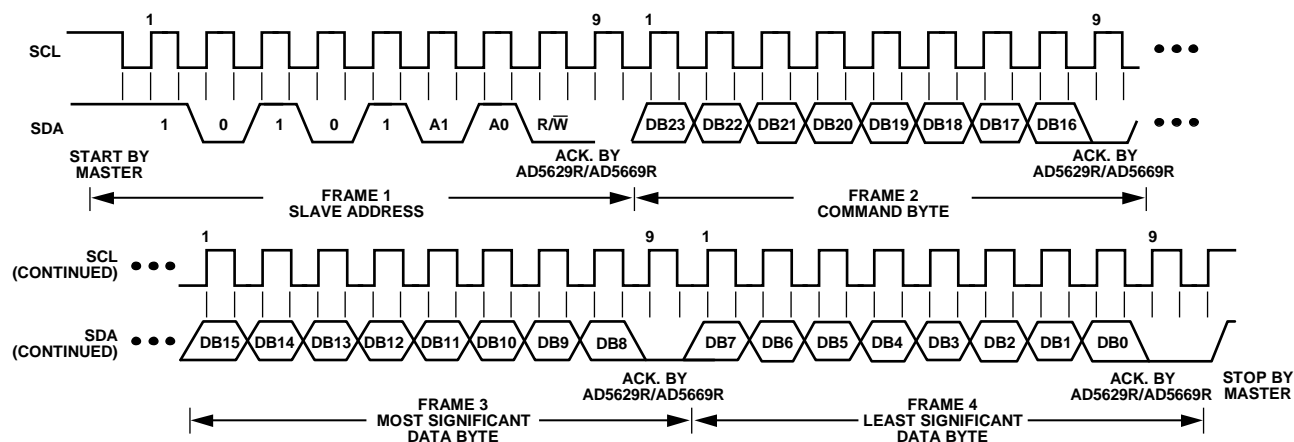 1 9 1 9
SCL
SDA 1 0 1 0 1 A1 A0 R/W̅ DB23 DB22 DB21 DB20 DB19 DB18 DB17 DB16
START BY
MASTER
ACK. BY
AD5629R/AD5669R
ACK. BY
AD5629R/AD5669R
FRAME 1
SLAVE ADDRESS
FRAME 2
COMMAND BYTE
1 9 1 9
SCL
(CONTINUED)
SDA
(CONTINUED)
DB15 DB14 DB13 DB12 DB11 DB10 DB9 DB8 DB7 DB6 DB5 DB4 DB3 DB2 DB1 DB0
ACK. BY
AD5629R/AD5669R
ACK. BY
AD5629R/AD5669R
STOP BY
MASTER
FRAME 3
MOST SIGNIFICANT
DATA BYTE
FRAME 4
LEAST SIGNIFICANT
DATA BYTE